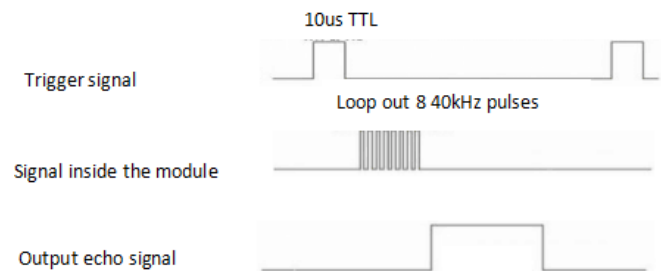 10us TTL
Trigger signal
Loop out 8 40kHz pulses
Signal inside the module
Output echo signal